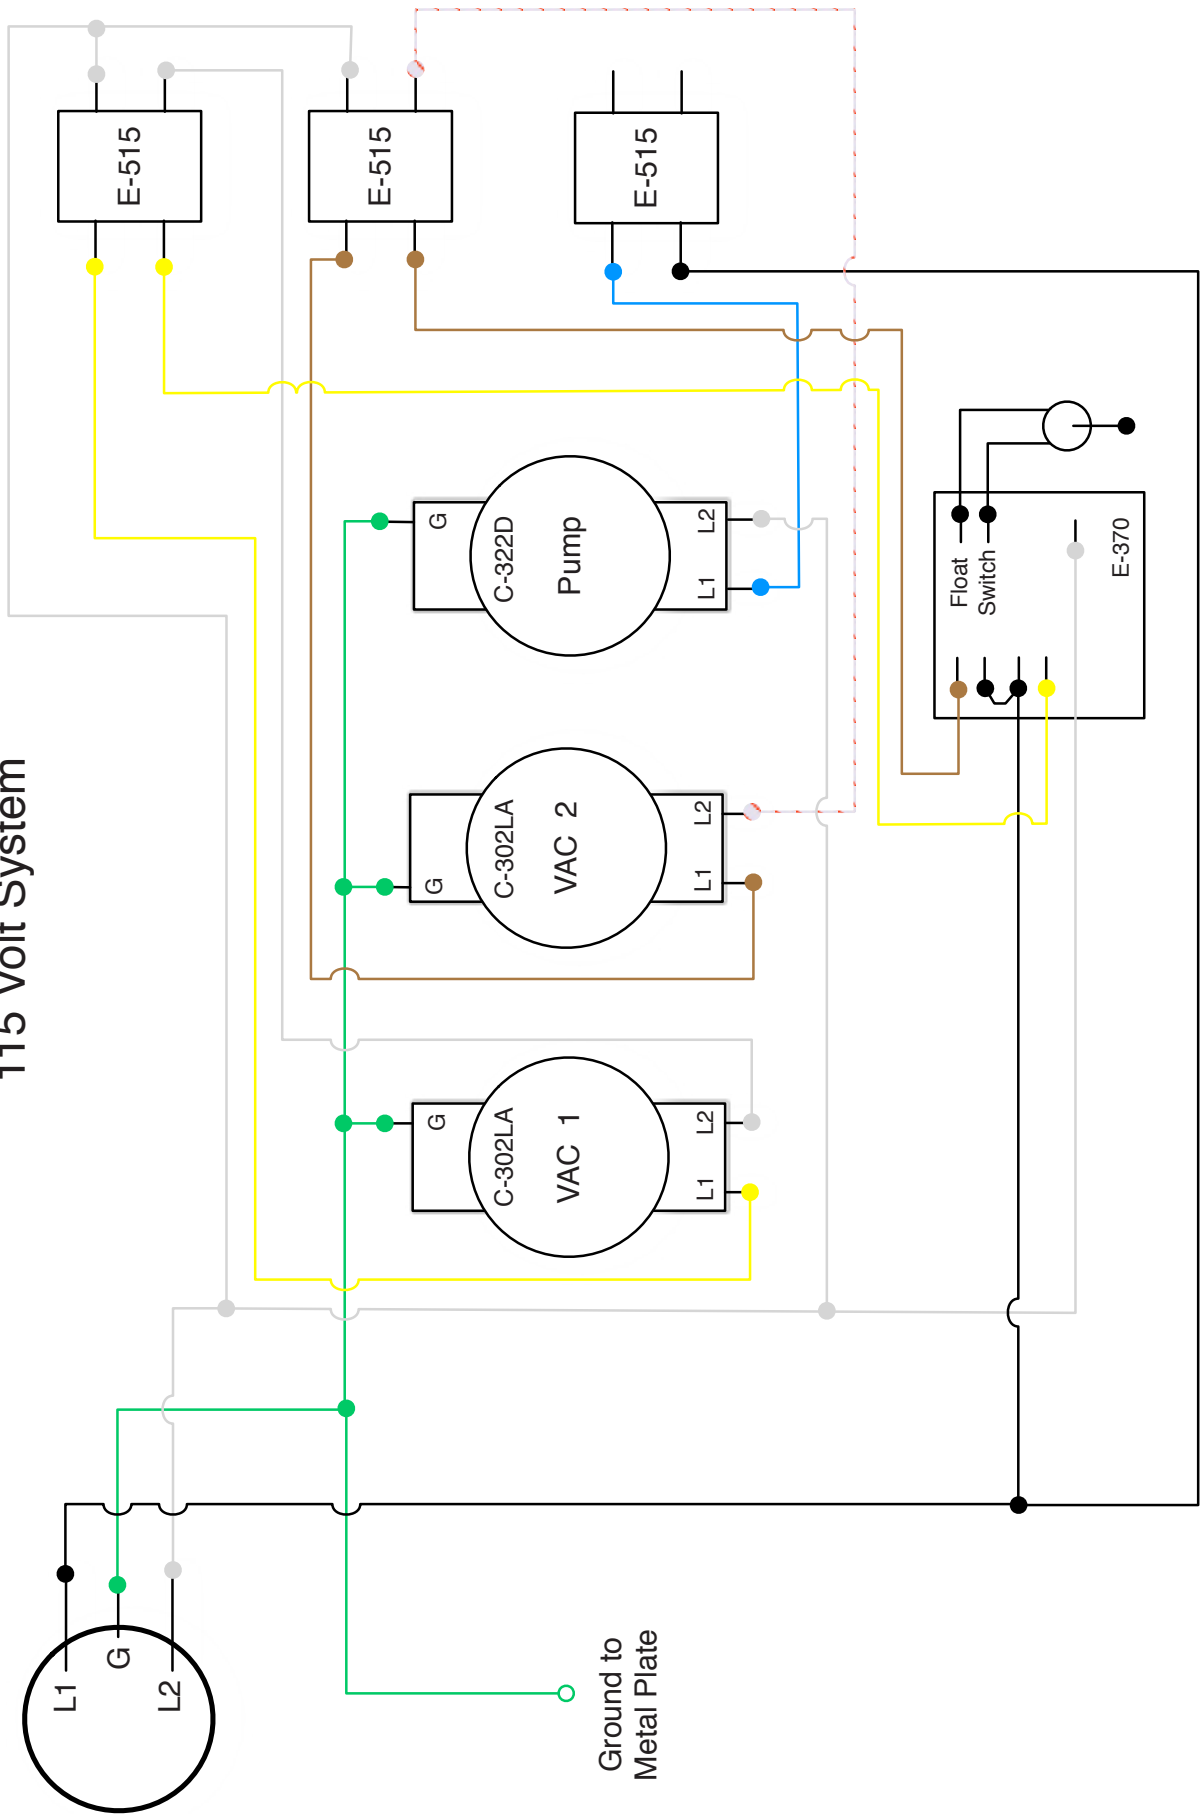 115 Volt System
E-515
E-515
E-515
G
C-322D
Pump
L2
L1
Float
Switch
E-370
G
C-302LA
VAC 2
L2
L1
G
C-302LA
VAC 1
L2
L1
L1
G
L2
Ground to
Metal Plate